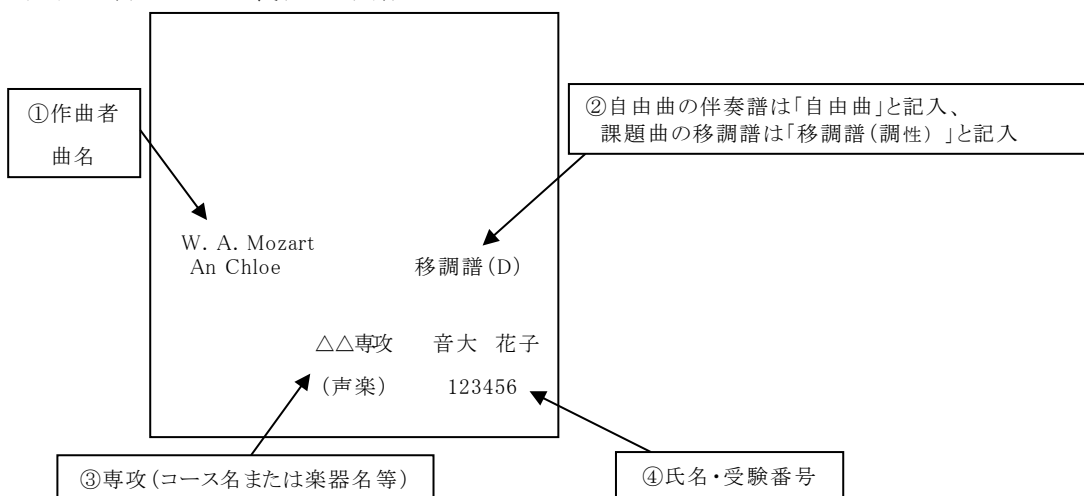 ①作曲者
曲名
②自由曲の伴奏譜は「自由曲」と記入、
課題曲の移調譜は「移調譜(調性)」と記入
W. A. Mozart
An Chloe
移調譜(D)
△△専攻 音大 花子
(声楽) 123456
③専攻(コース名または楽器名等)
④氏名・受験番号